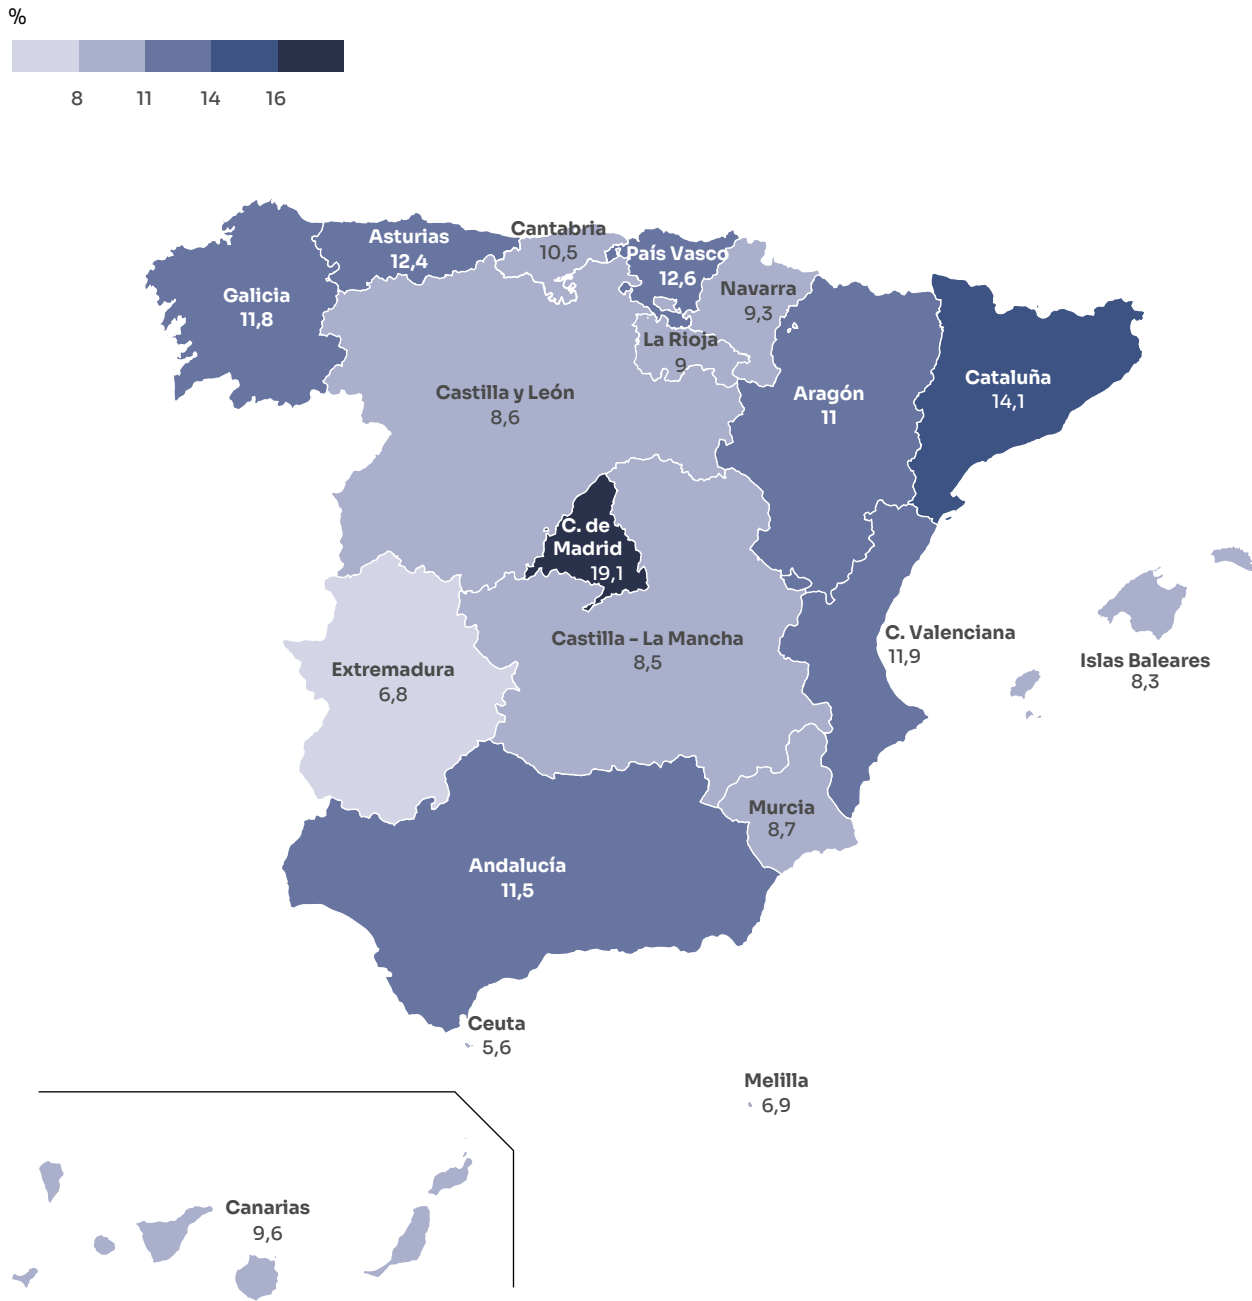 %
8 11 14 16
Cantabria
10,5
Asturias
12,4
País Vasco
12,6
Galicia
11,8
Navarra
9,3
La Rioja
9
Cataluña
14,1
Castilla y León
8,6
Aragón
11
C. de
Madrid
19,1
Castilla - La Mancha
8,5
C. Valenciana
11,9
Islas Baleares
8,3
Extremadura
6,8
Murcia
8,7
Andalucía
11,5
Ceuta
5,6
Melilla
6,9
Canarias
9,6